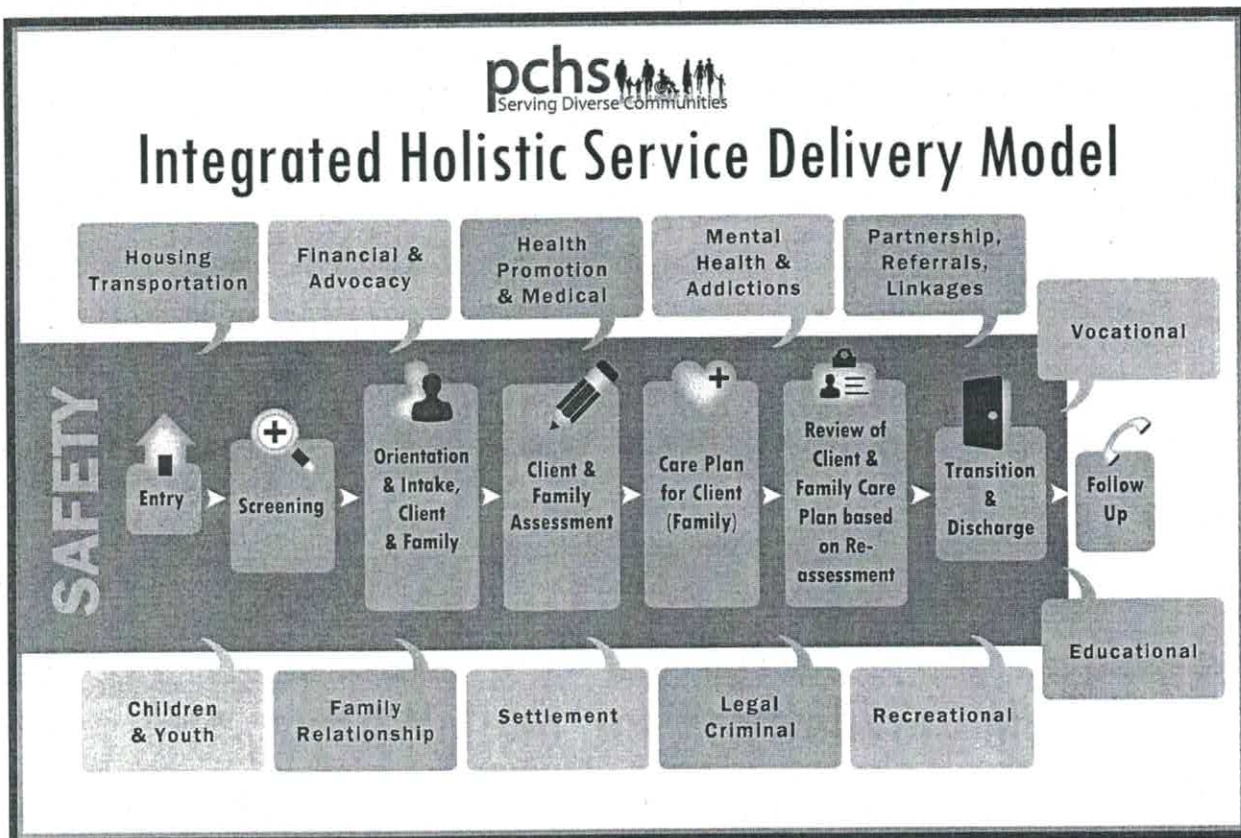 pchs
Serving Diverse Communities
Integrated Holistic Service Delivery Model
Housing
Transportation
Financial &
Advocacy
Health
Promotion
& Medical
Mental
Health &
Addictions
Partnership,
Referrals,
Linkages
Vocational
SAFETY
Entry
Screening
Orientation
& Intake,
Client
& Family
Client &
Family
Assessment
Care Plan
for Client
(Family)
Review of
Client &
Family Care
Plan based
on Re-
assessment
Transition
&
Discharge
Follow
Up
Educational
Children
& Youth
Family
Relationship
Settlement
Legal
Criminal
Recreational